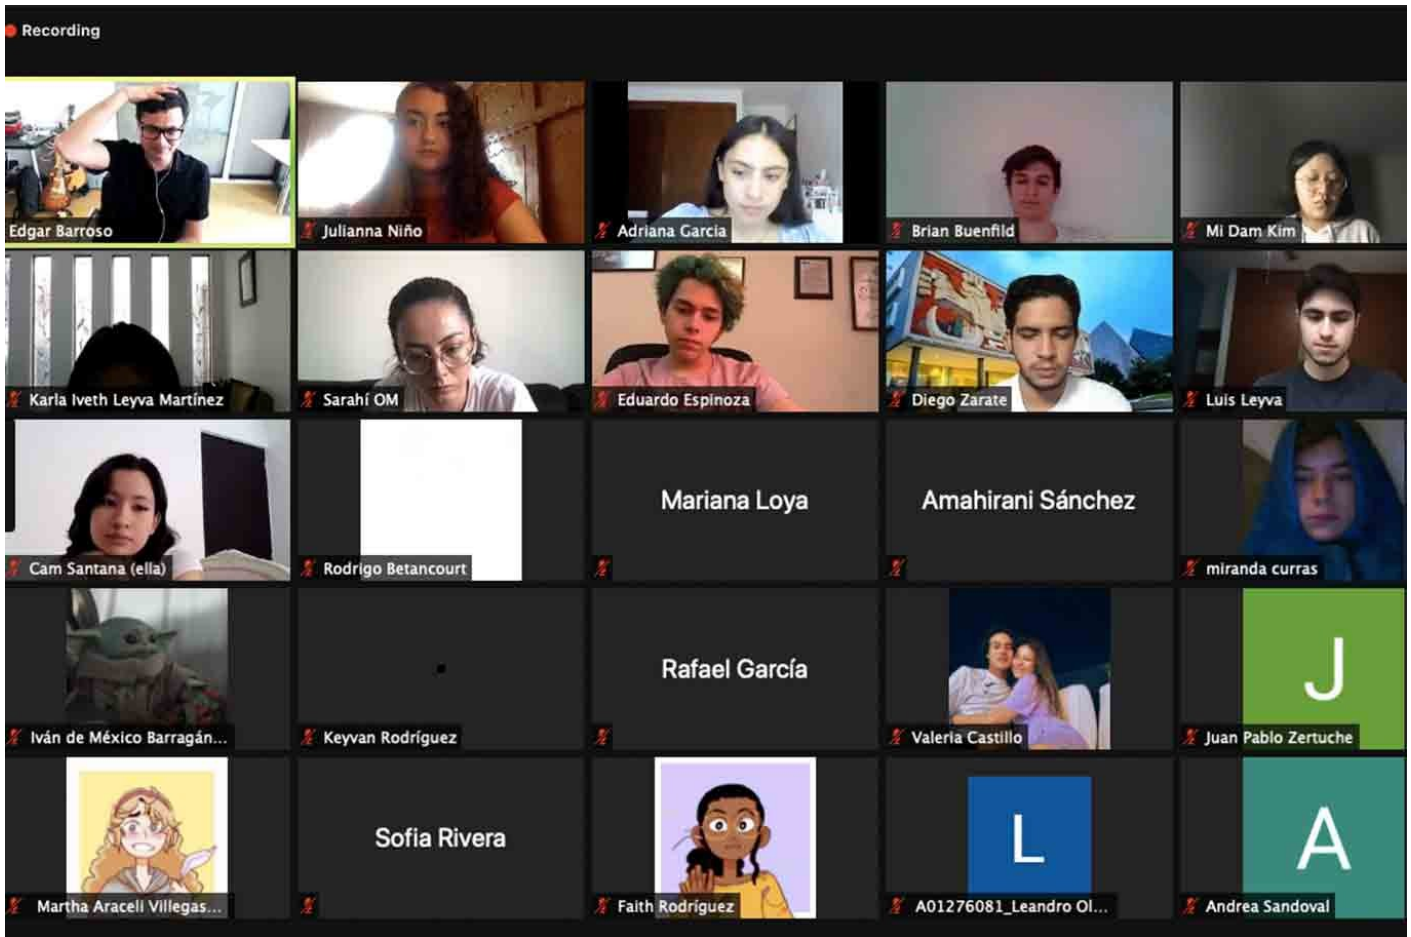 Recording
Edgar Barroso
Julianna Niño
Adriana Garcia
Brian Buenfild
Mi Dam Kim
Karla Iveth Leyva Martínez
Sarahí OM
Eduardo Espinoza
Diego Zarate
Luis Leyva
Cam Santana (ella)
Rodrigo Betancourt
Mariana Loya
Amahirani Sánchez
miranda curras
Iván de México Barragán...
Keyvan Rodríguez
Rafael García
Valeria Castillo
J
Juan Pablo Zertuche
Martha Araceli Villegas...
Sofia Rivera
Faith Rodríguez
L
A01276081_Leandro Ol...
A
Andrea Sandoval